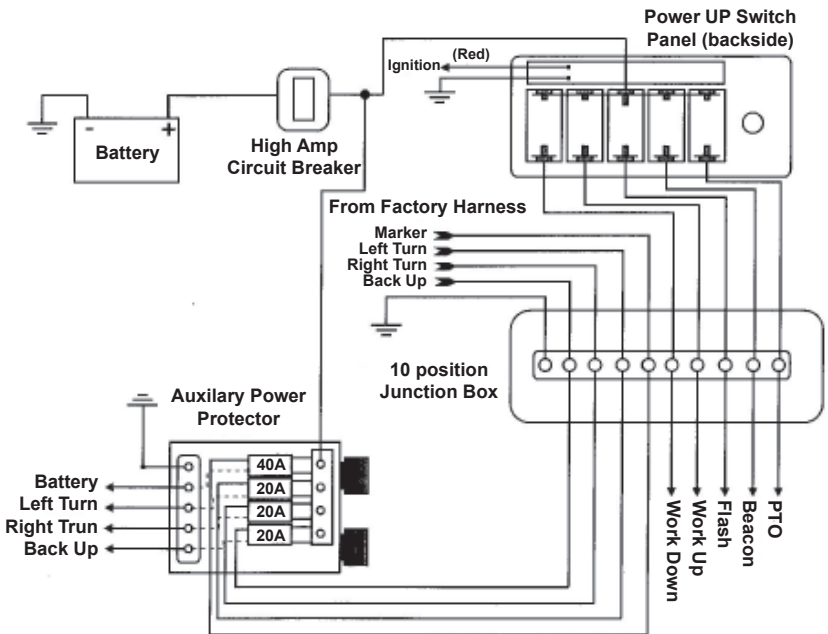 Power UP Switch
Panel (backside)
(Red)
Ignition
-
+
Battery
High Amp
Circuit Breaker
From Factory Harness
Marker
Left Turn
Right Turn
Back Up
10 position
Junction Box
Auxilary Power
Protector
40A
20A
20A
20A
Battery
Left Turn
Right Trun
Back Up
Work Down
Work Up
Flash
Beacon
PTO